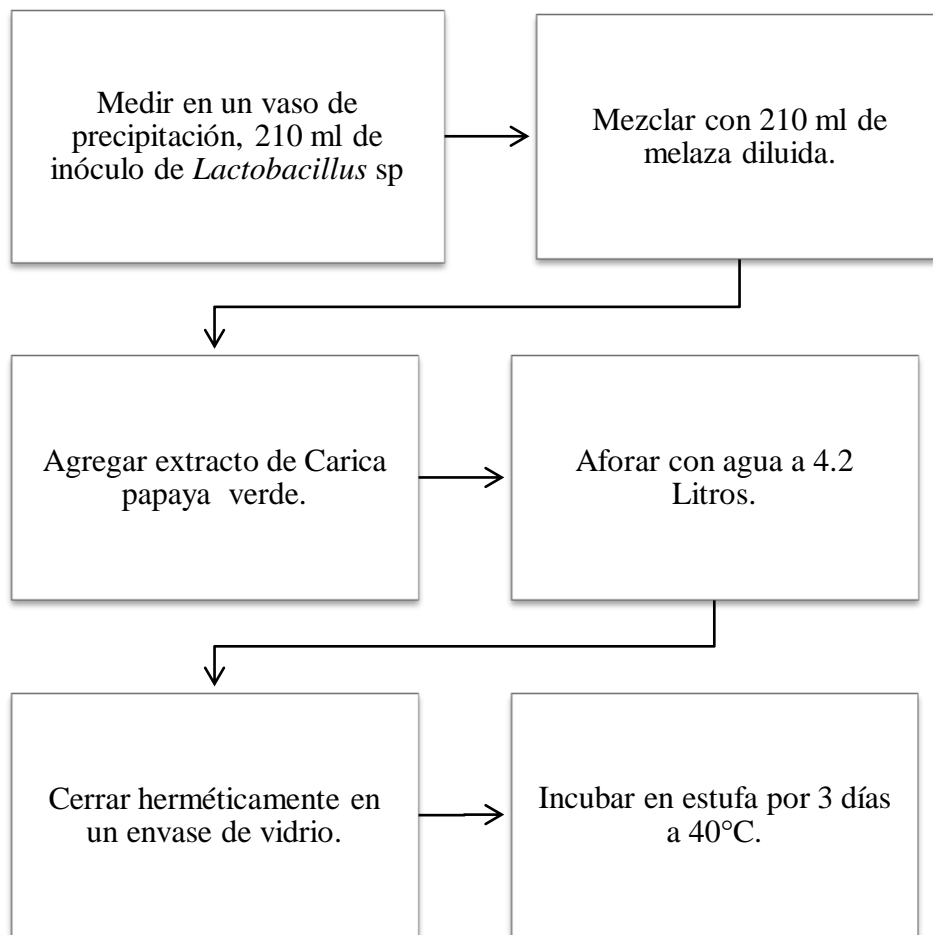 Medir en un vaso de
precipitación, 210 ml de
inóculo de Lactobacillus sp
Mezclar con 210 ml de
melaza diluida.
Agregar extracto de Carica
papaya verde.
Aforar con agua a 4.2
Litros.
Cerrar herméticamente en
un envase de vidrio.
Incubar en estufa por 3 días
a 40°C.